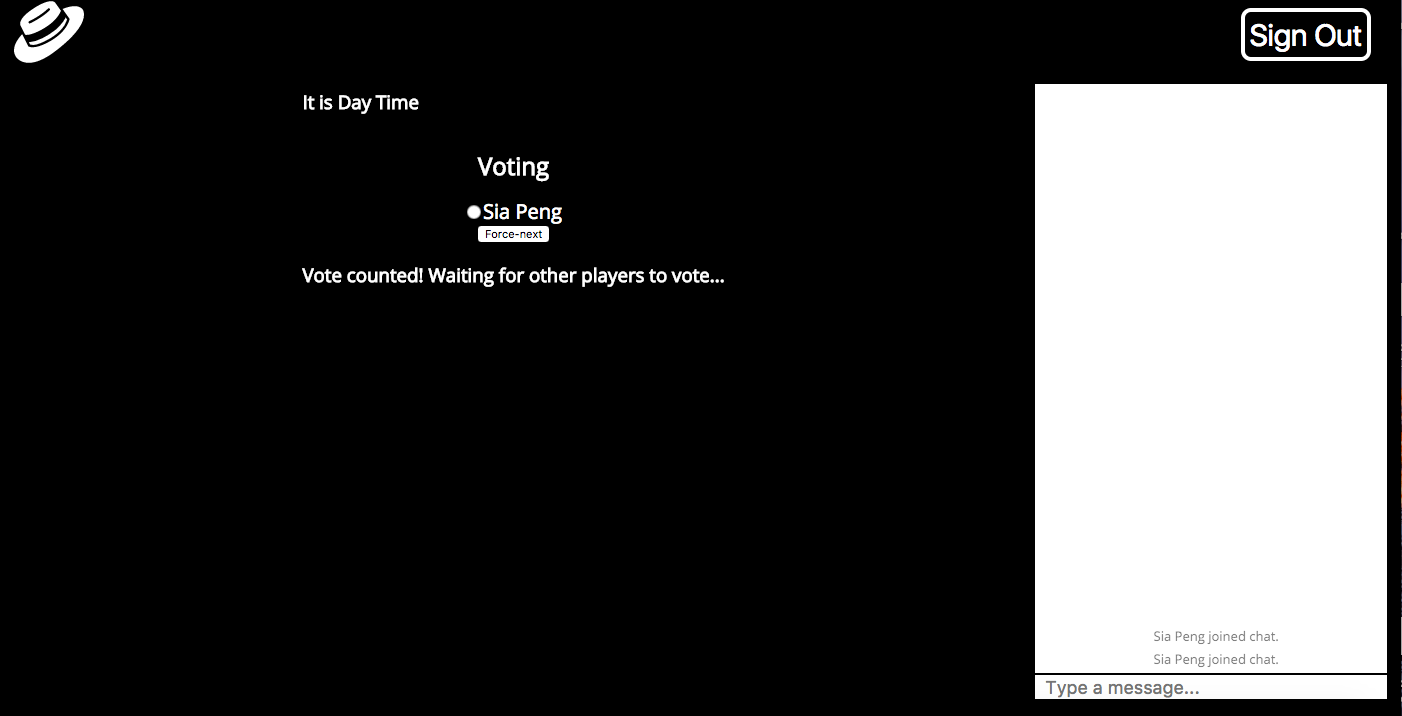 Sign Out
It is Day Time
Voting
Sia Peng
Force-next
Vote counted! Waiting for other players to vote...
Sia Peng joined chat.
Sia Peng joined chat.
Type a message...